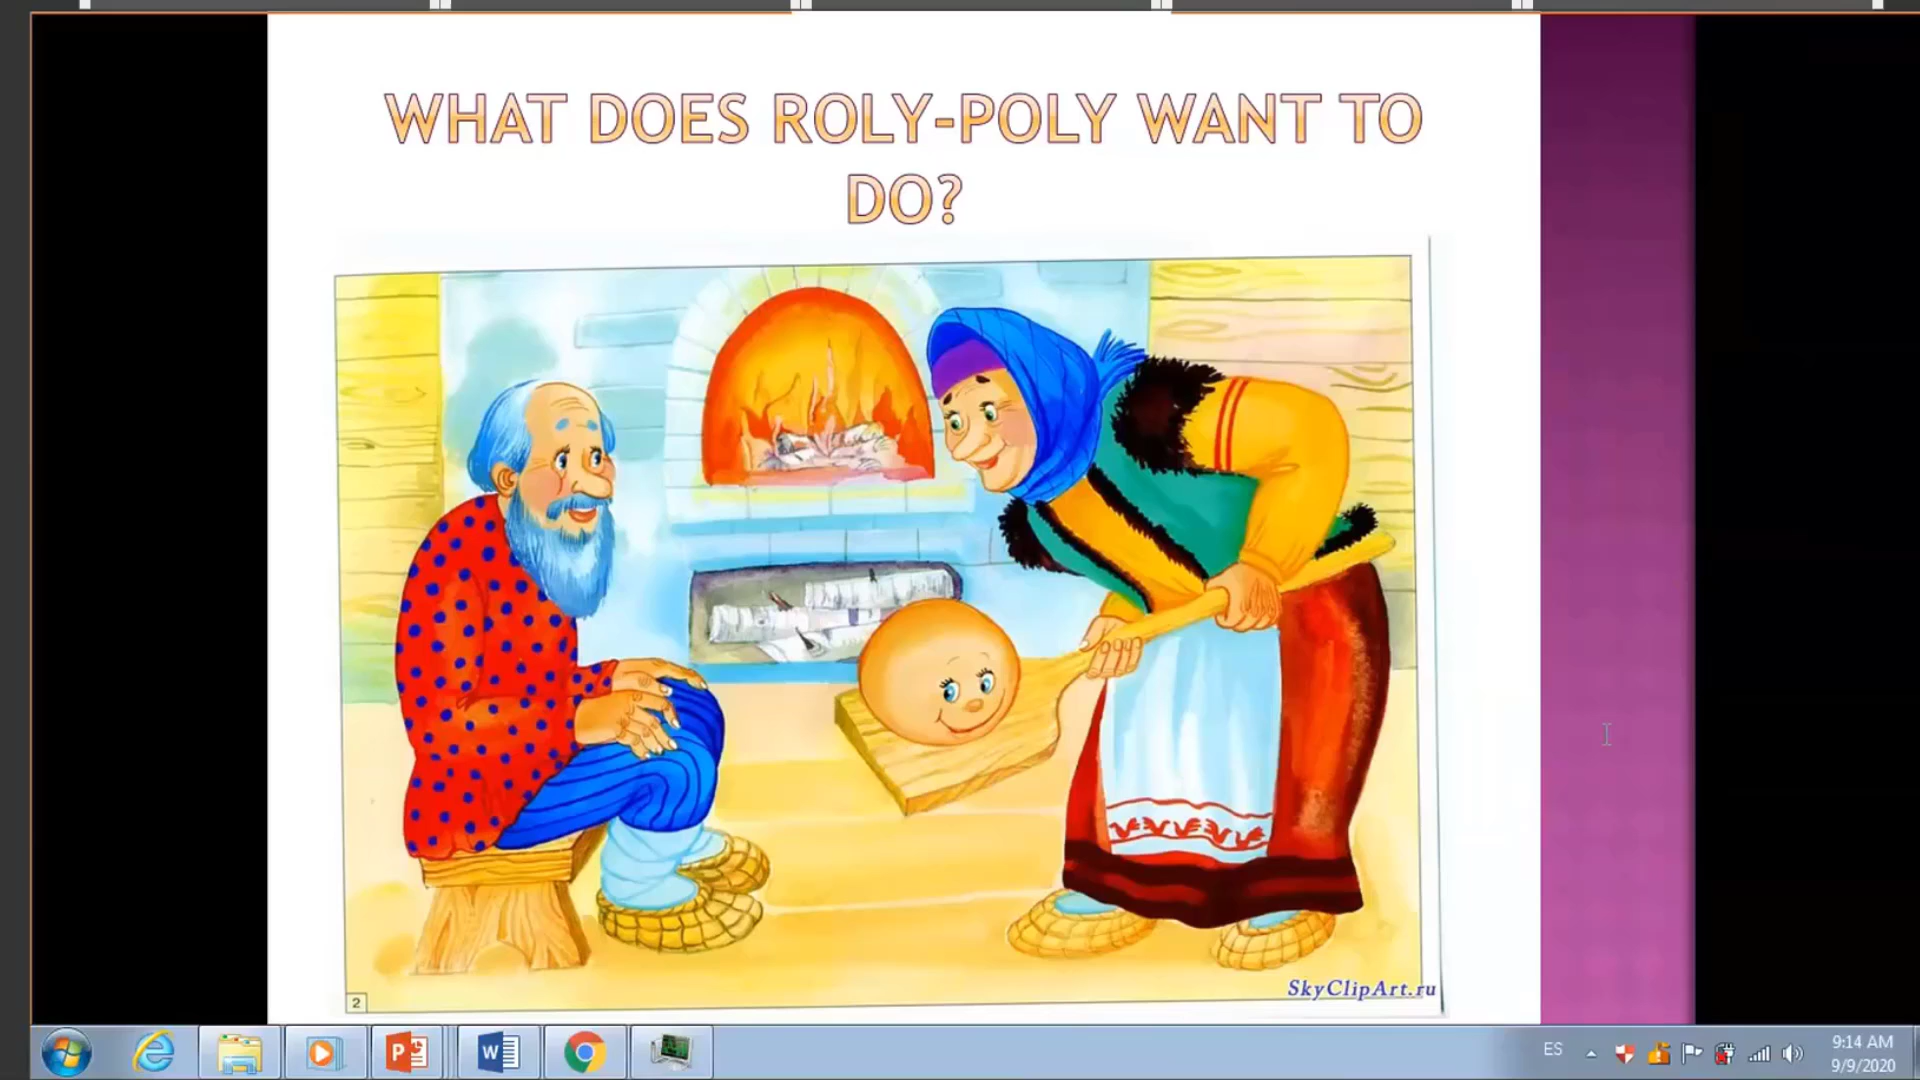 WHAT DOES ROLY-POLY WANT TO
DO?
SkyClipArt.ru
2
ES
9:14 AM
9/9/2020